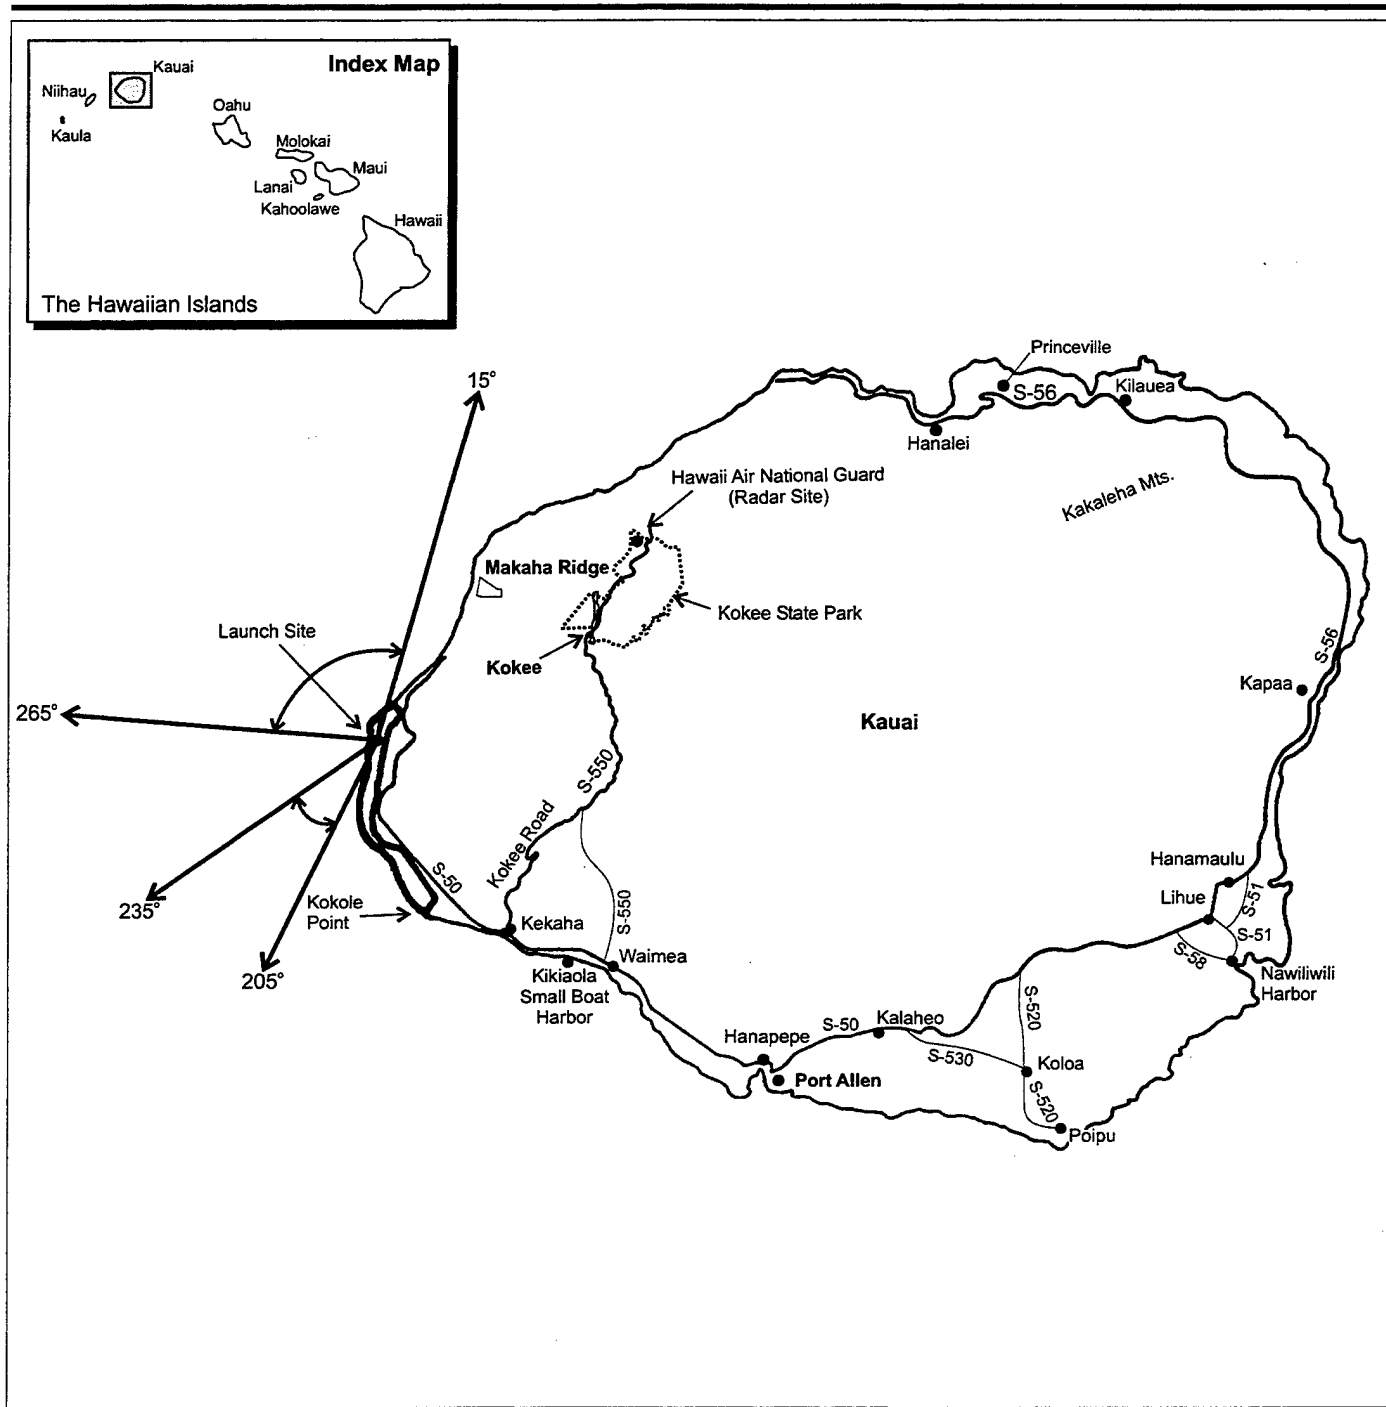 Index Map
Kauai
Niihau
Kaula
Oahu
Molokai
Maui
Lanai
Kahoolawe
Hawaii
The Hawaiian Islands
Princeville
15°
S-56
Kilauea
Hanalei
Hawaii Air National Guard
(Radar Site)
Kakaleha Mts.
Makaha Ridge
Kokee State Park
Launch Site
S-56
Kokee
Kapaa
265°
Kauai
S-550
Kokee Road
Hanamaulu
S-50
Lihue
S-51
Kokole
Point
235°
Kekaha
S-550
S-51
S-58
Waimea
205°
Kikiaola
Small Boat
Harbor
Nawiliwili
Harbor
S-520
Kalaheo
S-50
Hanapepe
S-530
Koloa
Port Allen
S-520
Poipu